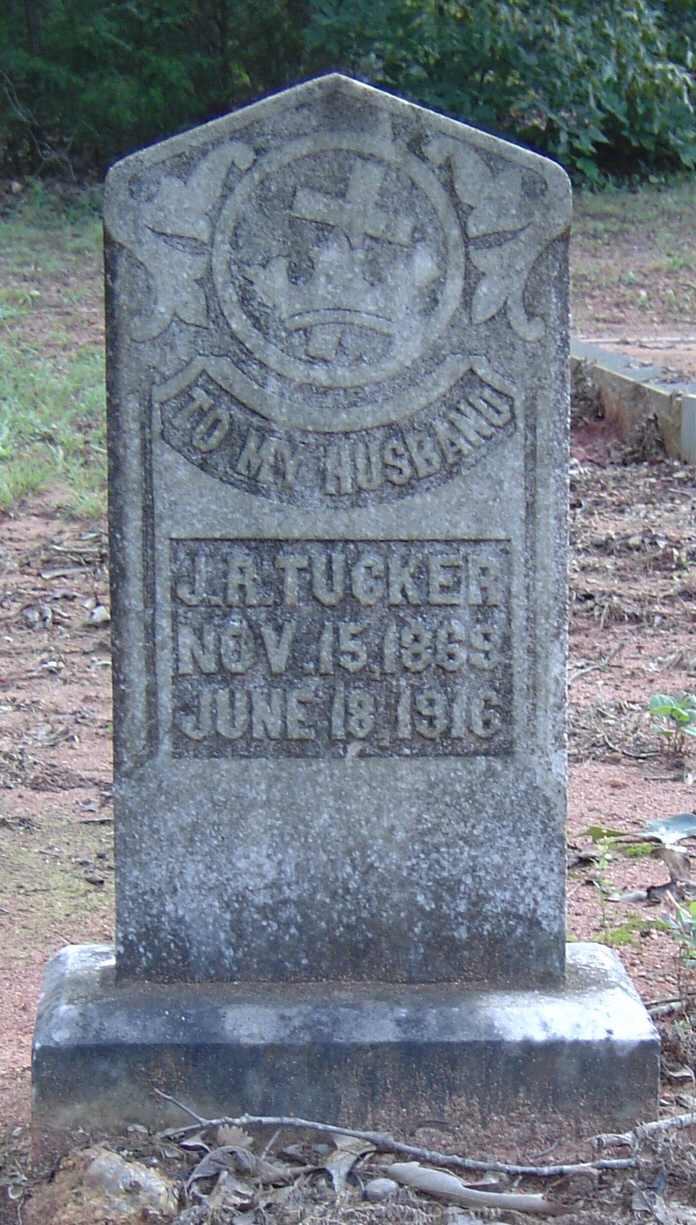 TO MY HUSBAND
J.R. TUCKER
NOV. 15, 1869
JUNE 18, 1916